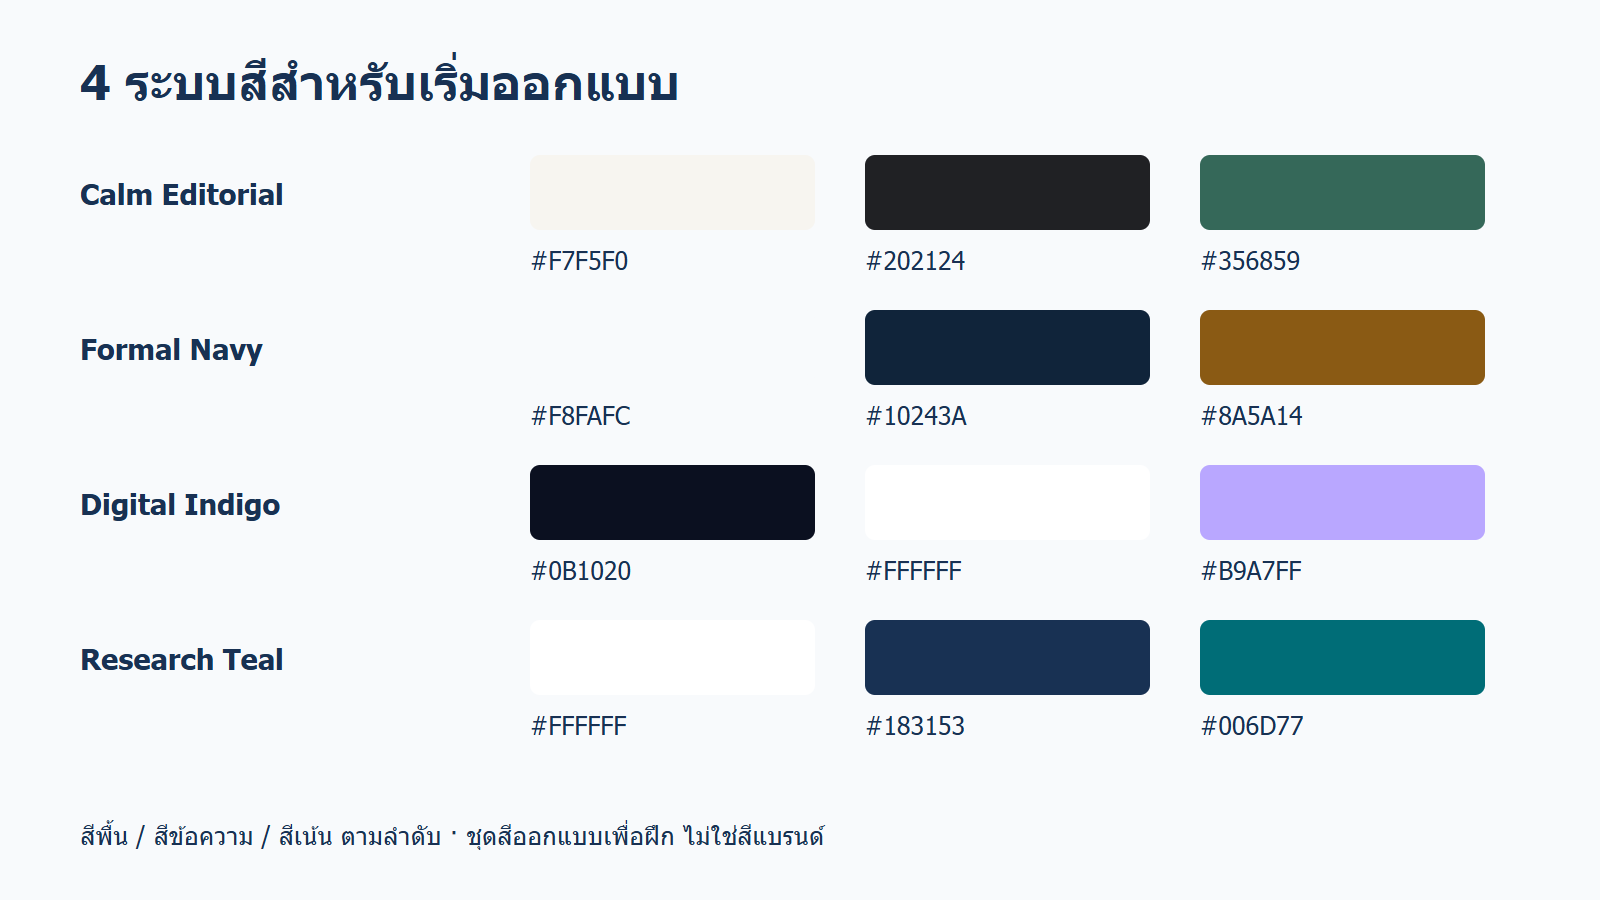 4 ระบบสีสำหรับเริ่มออกแบบ
Calm Editorial
#F7F5F0 #202124 #356859
Formal Navy
#F8FAFC #10243A #8A5A14
Digital Indigo
#0B1020 #FFFFFF #B9A7FF
Research Teal
#FFFFFF #183153 #006D77
สีพื้น / สีข้อความ / สีเน้น ตามลำดับ · ชุดสีออกแบบเพื่อฝึก ไม่ใช่สีแบรนด์